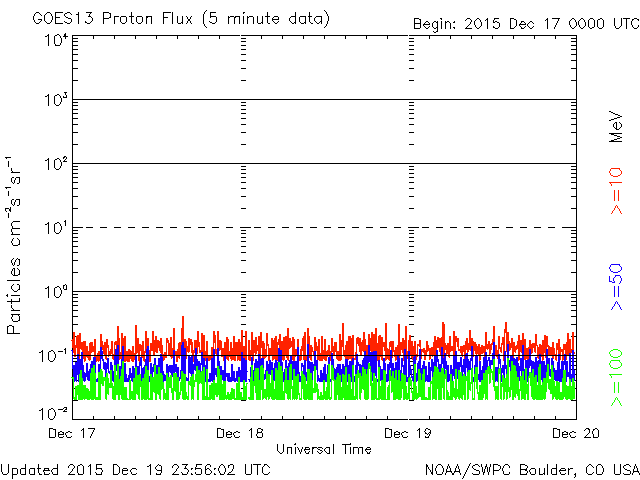 GOES13 Proton Flux (5 minute data)
Begin: 2015 Dec 17 0000 UTC
10⁴
10³
10²
10¹
10⁰
10⁻¹
10⁻²
Particles cm⁻²s⁻¹sr⁻¹
MeV
>=10
>=50
>=100
Dec 17
Dec 18
Dec 19
Dec 20
Universal Time
Updated 2015 Dec 19 23:56:02 UTC
NOAA/SWPC Boulder, CO USA